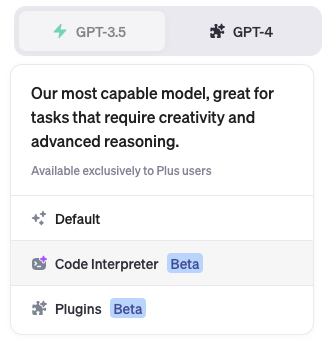 GPT-3.5 GPT-4
Our most capable model, great for
tasks that require creativity and
advanced reasoning.
Available exclusively to Plus users
Default
Code Interpreter Beta
Plugins Beta